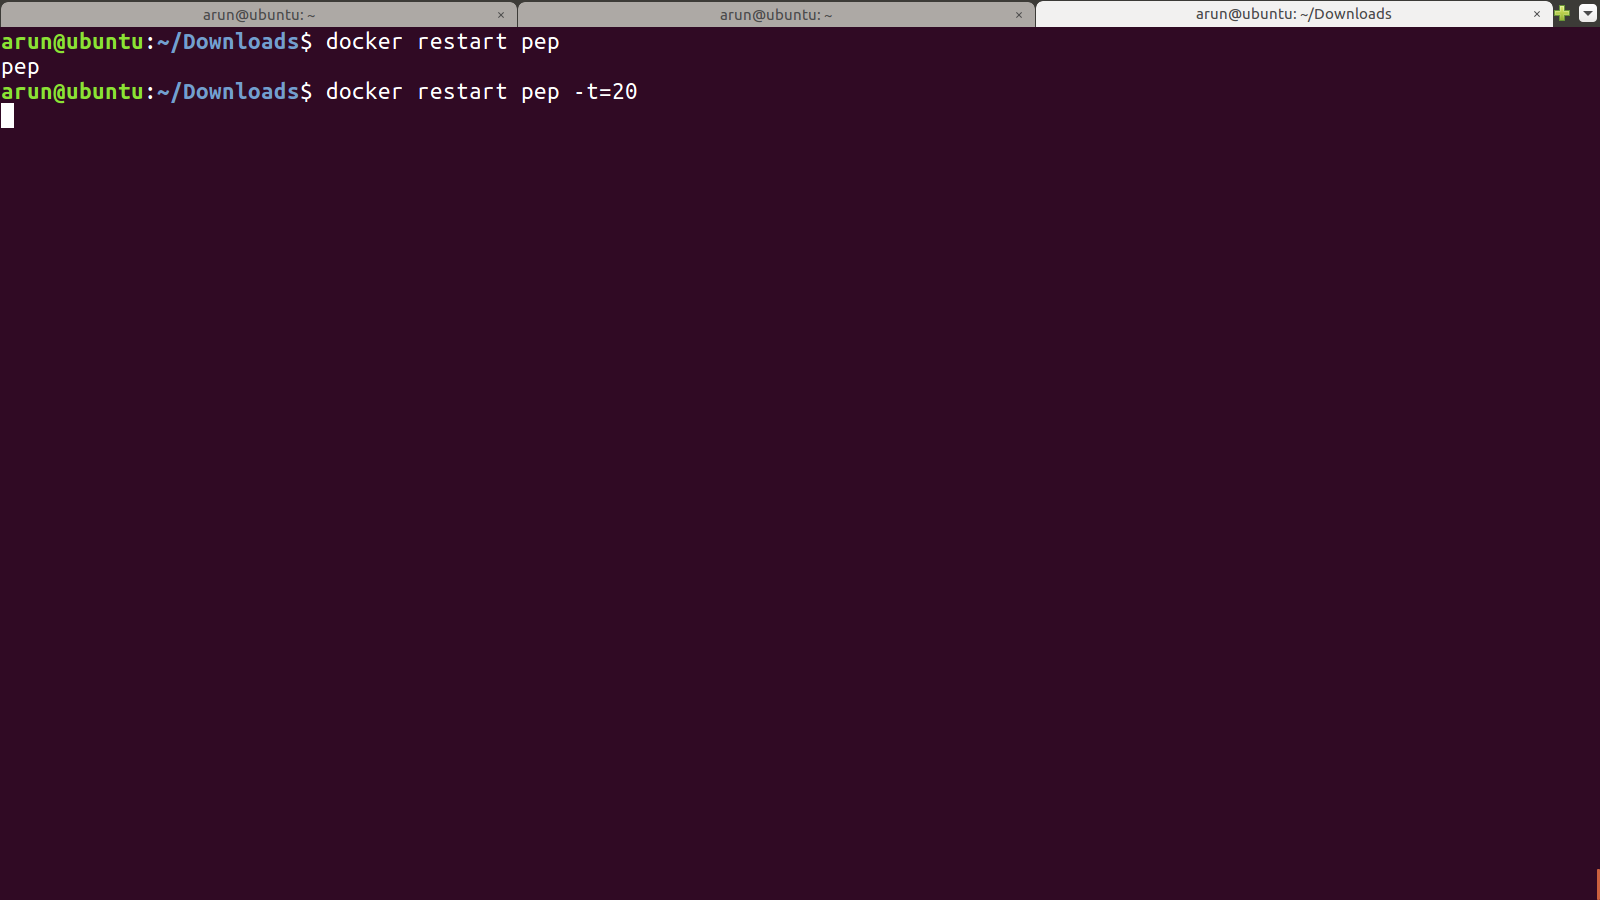 arun@ubuntu: ~ × arun@ubuntu: ~ × arun@ubuntu: ~/Downloads ×
arun@ubuntu:~/Downloads$ docker restart pep
pep
arun@ubuntu:~/Downloads$ docker restart pep -t=20